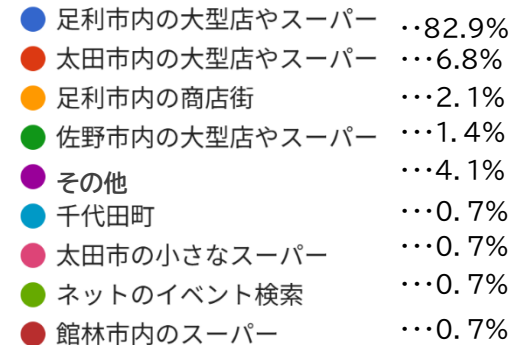 足利市内の大型店やスーパー ‥82.9%
太田市内の大型店やスーパー …6.8%
足利市内の商店街 …2.1%
佐野市内の大型店やスーパー …1.4%
その他 …4.1%
千代田町 …0.7%
太田市の小さなスーパー …0.7%
ネットのイベント検索 …0.7%
館林市内のスーパー …0.7%